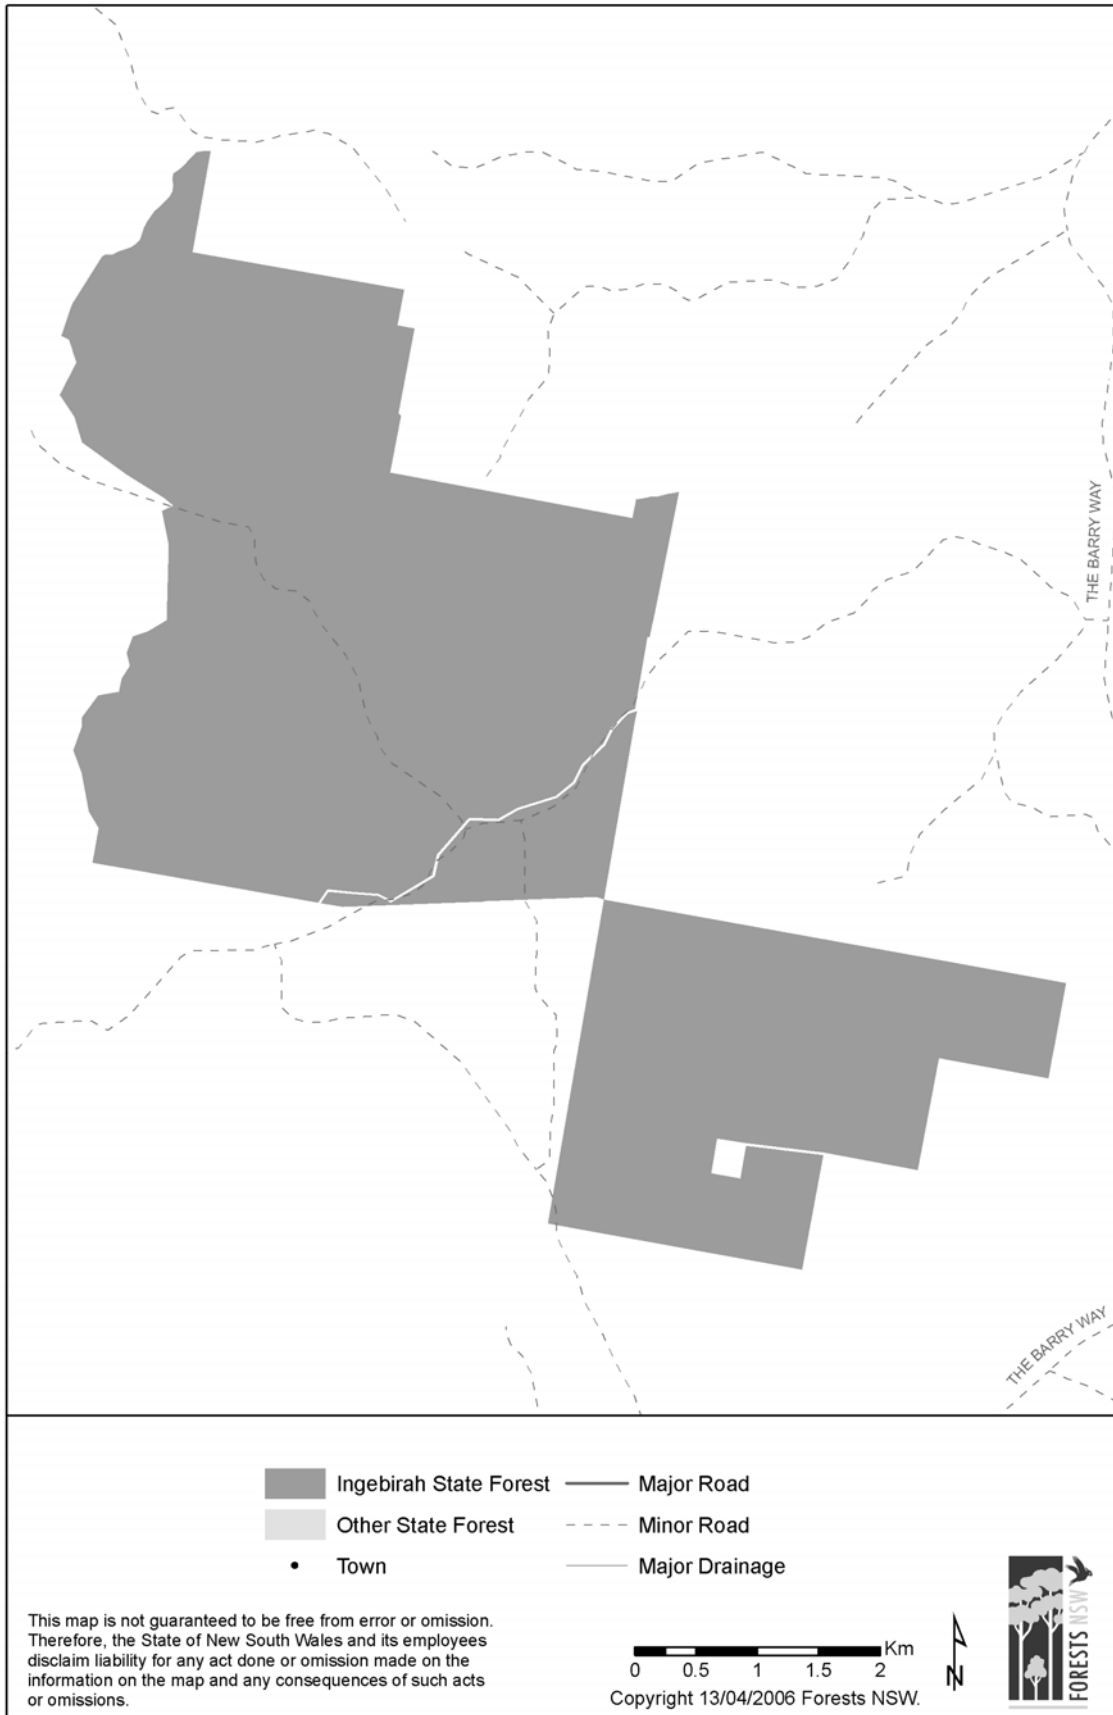 THE BARRY WAY
THE BARRY WAY
Ingebirah State Forest
Major Road
Other State Forest
Minor Road
Town
Major Drainage
This map is not guaranteed to be free from error or omission.
Therefore, the State of New South Wales and its employees
disclaim liability for any act done or omission made on the
information on the map and any consequences of such acts
or omissions.
Km
0 0.5 1 1.5 2
Copyright 13/04/2006 Forests NSW.
N
FORESTS NSW